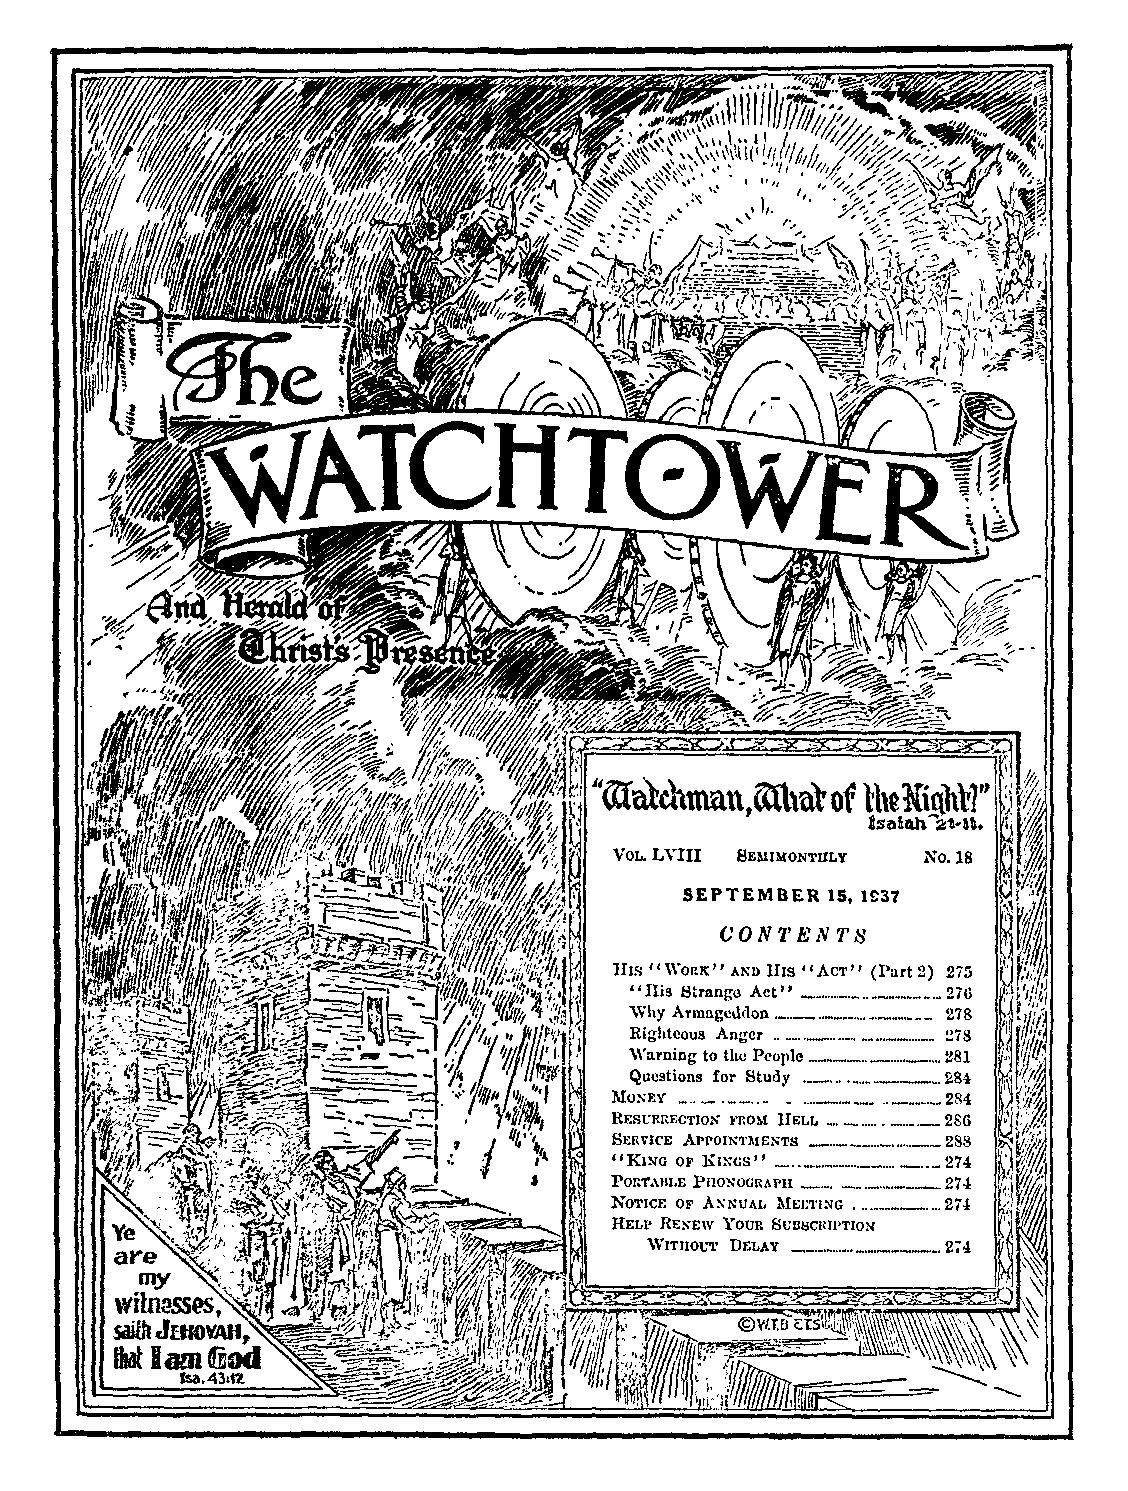 The
WATCHTOWER
And Herald of
Christ's Presence
"Watchman, What of the Night?"
Isaiah 21-11.
VOL. LVIII SEMIMONTHLY No. 18
SEPTEMBER 15, 1937
CONTENTS
HIS "WORK" AND HIS "ACT" (Part 2) 275
"His Strange Act" 276
Why Armageddon 278
Righteous Anger 278
Warning to the People 281
Questions for Study 284
MONEY 284
RESURRECTION FROM HELL 286
SERVICE APPOINTMENTS 288
"KING OF KINGS" 274
PORTABLE PHONOGRAPH 274
NOTICE OF ANNUAL MEETING 274
HELP RENEW YOUR SUBSCRIPTION
WITHOUT DELAY 274
Ye
are
my
witnesses,
saith JEHOVAH,
that I am God
Isa. 43:12
©W.T.B & T.S